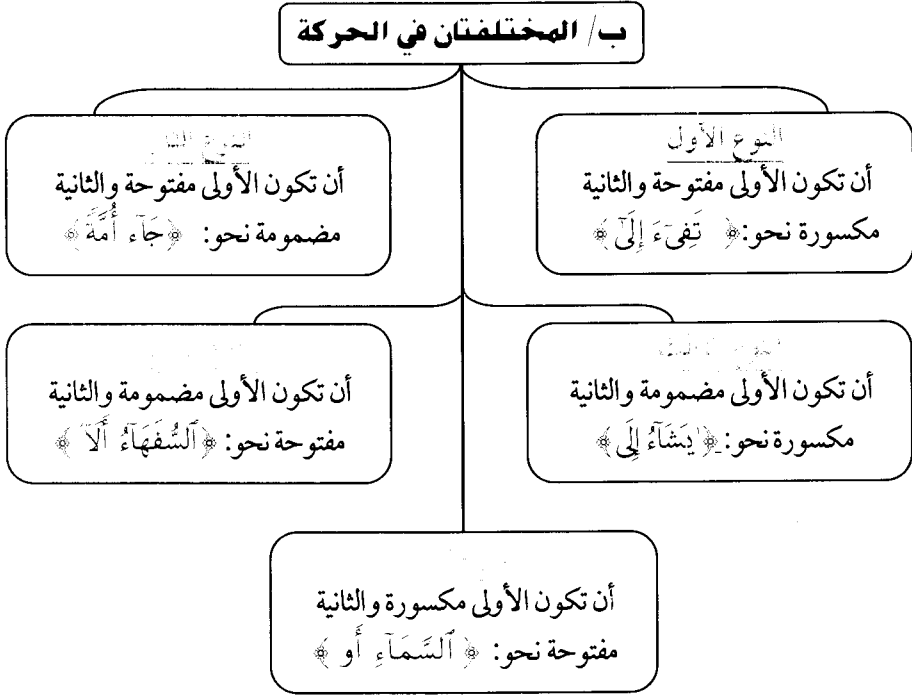 ب/ المختلفتان في الحركة
النوع الأول
أن تكون الأولى مفتوحة والثانية
مكسورة نحو: ﴿ تَفِىٓءَ إِلَىٰٓ ﴾
النوع
أن تكون الأولى مفتوحة والثانية
مضمومة نحو: ﴿جَآءَ أُمَّةً﴾
أن تكون الأولى مضمومة والثانية
مكسورة نحو: ﴿يَشَآءُ إِلَى﴾
أن تكون الأولى مضمومة والثانية
مفتوحة نحو: ﴿ٱلسُّفَهَآءُ أَلَآ﴾
أن تكون الأولى مكسورة والثانية
مفتوحة نحو: ﴿ ٱلسَّمَآءِ أَو ﴾